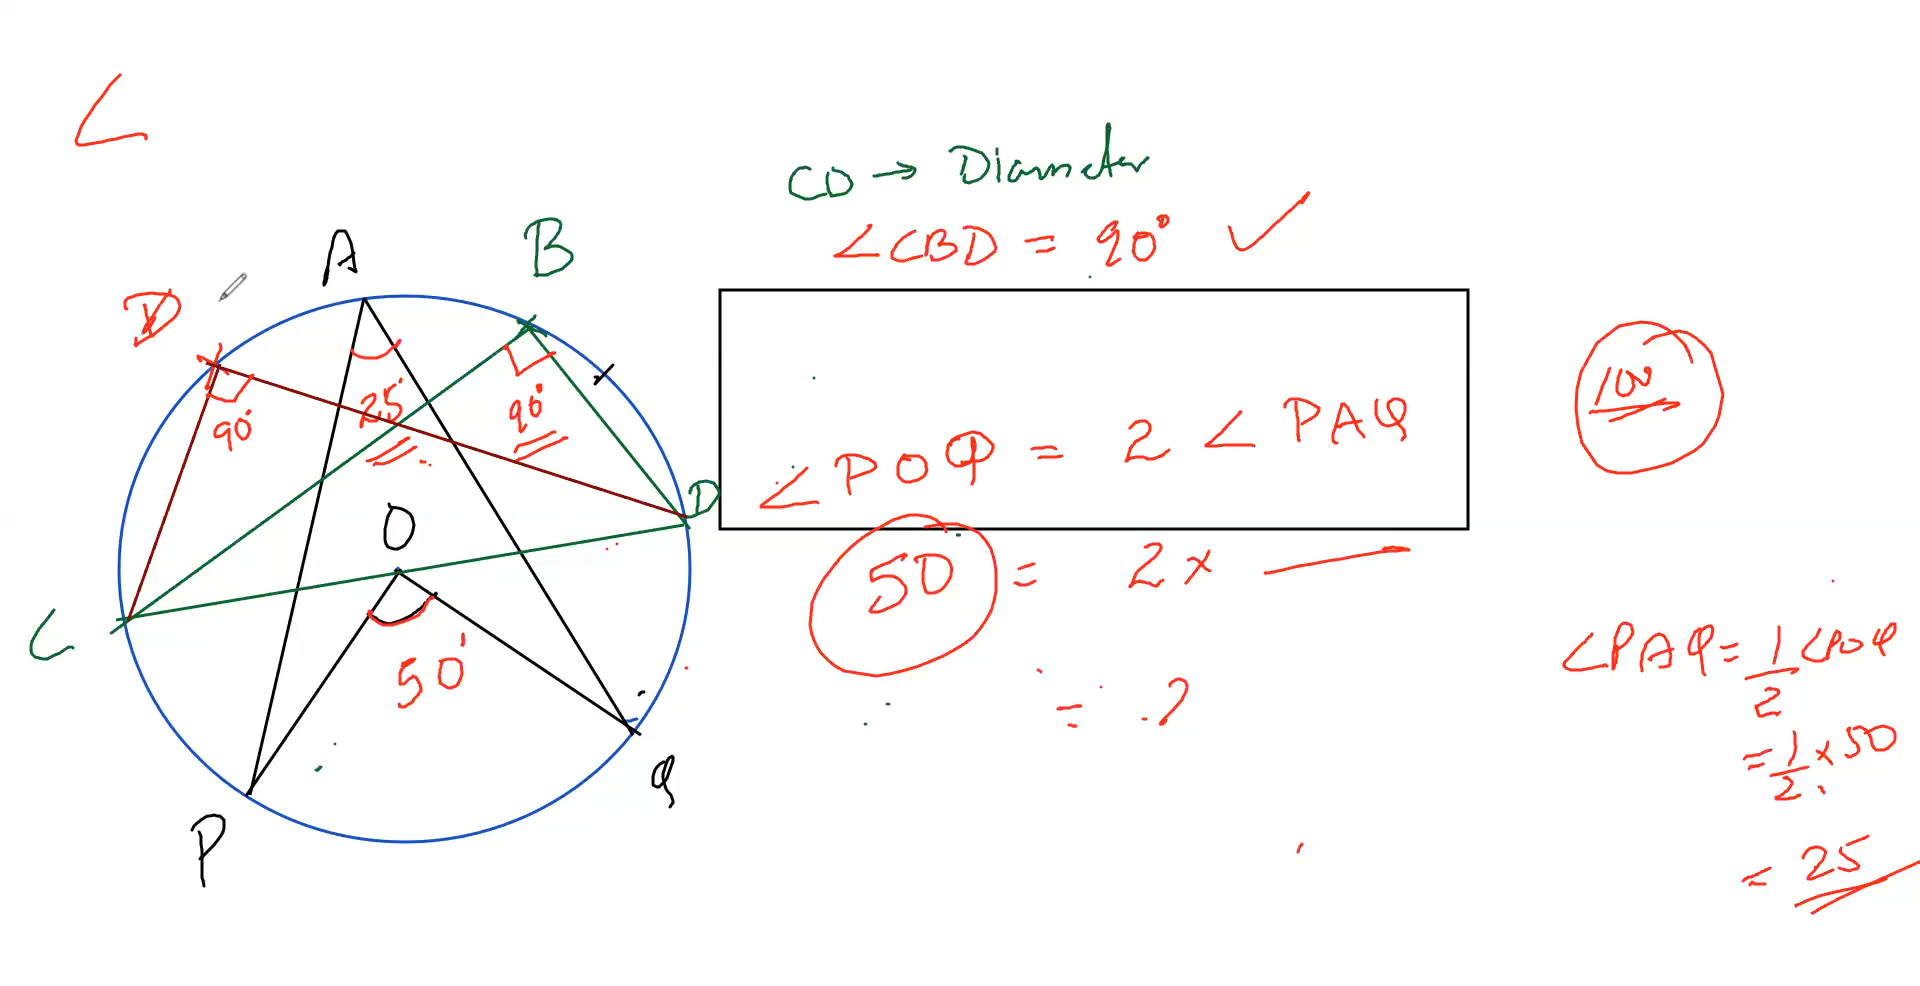 A
B
D
CD → Diameter
∠CBD = 90° ✓
90°
25°
90°
D
O
C
50°
P
Q
∠POQ = 2 ∠PAQ
50 = 2×
= ?
100
∠PAQ = 1/2 ∠POQ
= 1/2 × 50
= 25